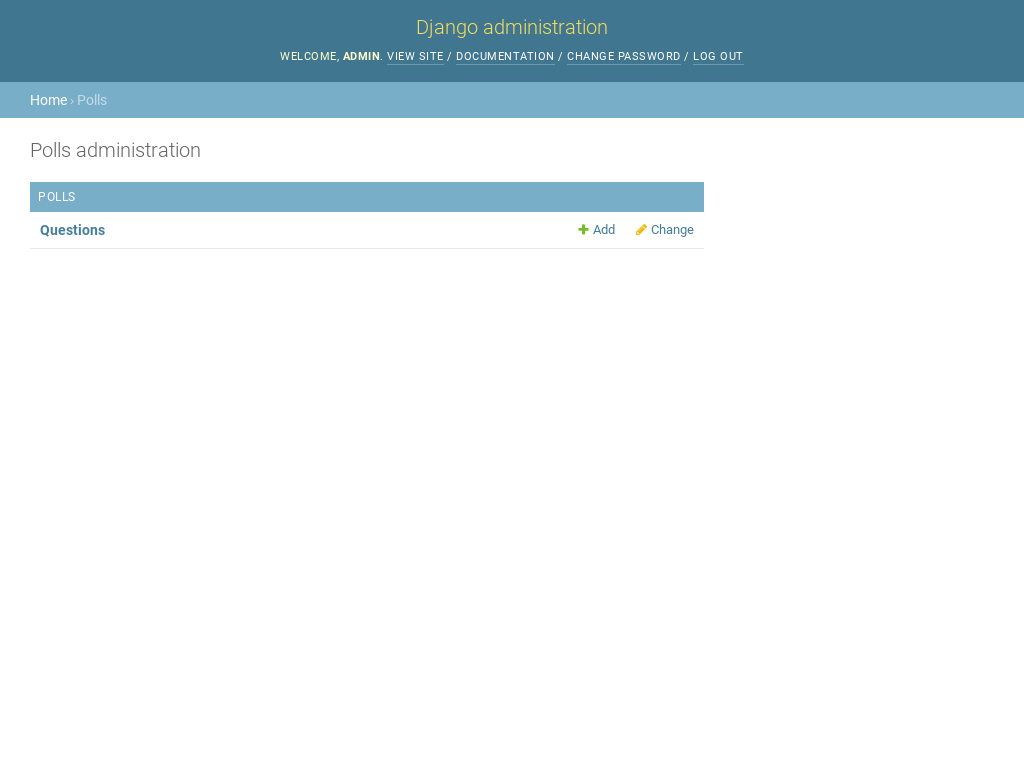 Django administration
WELCOME, ADMIN. VIEW SITE / DOCUMENTATION / CHANGE PASSWORD / LOG OUT
Home › Polls
Polls administration
POLLS
Questions Add Change